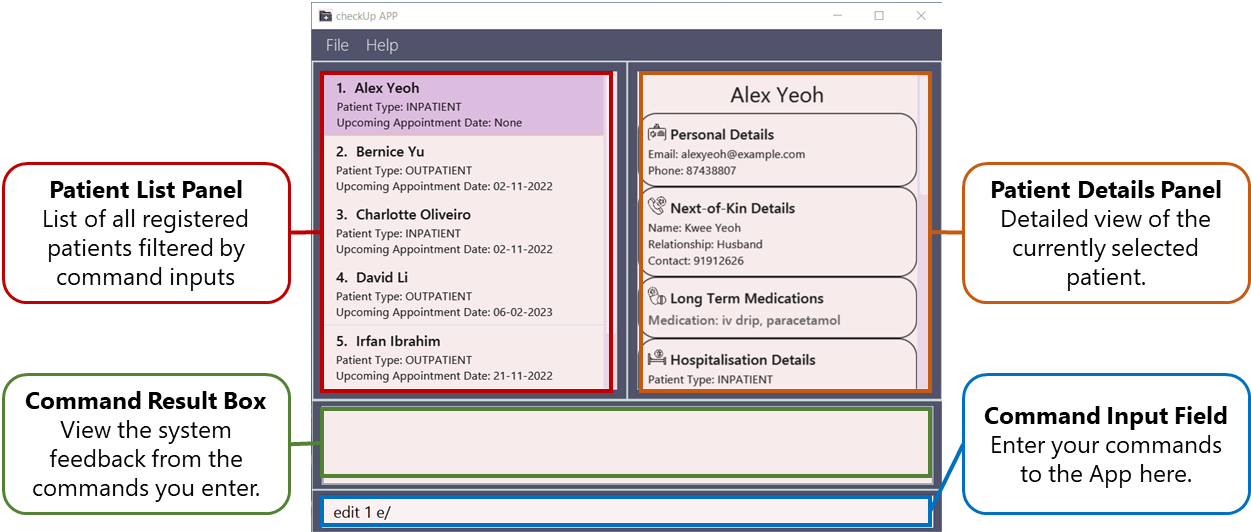 checkUp APP
File Help
1. Alex Yeoh
Patient Type: INPATIENT
Upcoming Appointment Date: None
2. Bernice Yu
Patient Type: OUTPATIENT
Upcoming Appointment Date: 02-11-2022
3. Charlotte Oliveiro
Patient Type: INPATIENT
Upcoming Appointment Date: 02-11-2022
4. David Li
Patient Type: OUTPATIENT
Upcoming Appointment Date: 06-02-2023
5. Irfan Ibrahim
Patient Type: OUTPATIENT
Upcoming Appointment Date: 21-11-2022
Alex Yeoh
Personal Details
Email: alexyeoh@example.com
Phone: 87438807
Next-of-Kin Details
Name: Kwee Yeoh
Relationship: Husband
Contact: 91912626
Long Term Medications
Medication: iv drip, paracetamol
Hospitalisation Details
Patient Type: INPATIENT
edit 1 e/
Patient List Panel
List of all registered
patients filtered by
command inputs
Patient Details Panel
Detailed view of the
currently selected
patient.
Command Result Box
View the system
feedback from the
commands you enter.
Command Input Field
Enter your commands
to the App here.